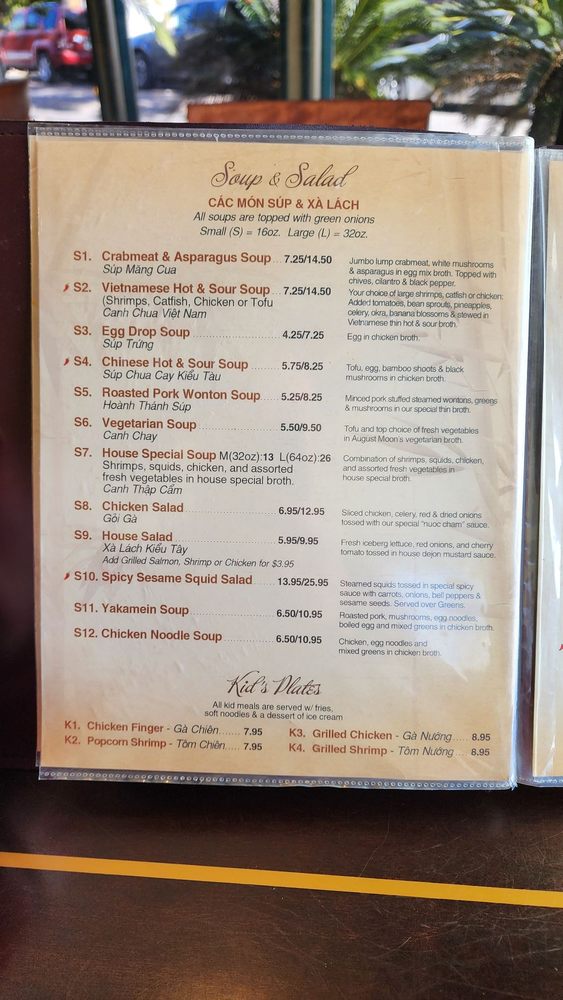 Soup & Salad
CÁC MÓN SÚP & XÀ LÁCH
All soups are topped with green onions
Small (S) = 16oz. Large (L) = 32oz.
S1. Crabmeat & Asparagus Soup... 7.25/14.50
Súp Măng Cua
Jumbo lump crabmeat, white mushrooms
& asparagus in egg mix broth. Topped with
chives, cilantro & black pepper.
S2. Vietnamese Hot & Sour Soup... 7.25/14.50
(Shrimps, Catfish, Chicken or Tofu
Canh Chua Việt Nam
Your choice of large shrimps, catfish or chicken.
Added tomatoes, bean sprouts, pineapples,
celery, okra, banana blossoms & stewed in
Vietnamese thin hot & sour broth.
S3. Egg Drop Soup... 4.25/7.25
Súp Trứng
Egg in chicken broth.
S4. Chinese Hot & Sour Soup... 5.75/8.25
Súp Chua Cay Kiểu Tàu
Tofu, egg, bamboo shoots & black
mushrooms in chicken broth.
S5. Roasted Pork Wonton Soup... 5.25/8.25
Hoành Thánh Súp
Minced pork stuffed steamed wontons, greens
& mushrooms in our special thin broth.
S6. Vegetarian Soup... 5.50/9.50
Canh Chay
Tofu and top choice of fresh vegetables
in August Moon's vegetarian broth.
S7. House Special Soup M(32oz):13 L(64oz):26
Shrimps, squids, chicken, and assorted
fresh vegetables in house special broth.
Canh Thập Cẩm
Combination of shrimps, squids, chicken,
and assorted fresh vegetables in
house special broth.
S8. Chicken Salad... 6.95/12.95
Gỏi Gà
Sliced chicken, celery, red & dried onions
tossed with our special "nuoc cham" sauce.
S9. House Salad... 5.95/9.95
Xà Lách Kiểu Tây
Add Grilled Salmon, Shrimp or Chicken for $3.95
Fresh iceberg lettuce, red onions, and cherry
tomato tossed in house dejon mustard sauce.
S10. Spicy Sesame Squid Salad... 13.95/25.95
Steamed squids tossed in special spicy
sauce with carrots, onions, bell peppers &
sesame seeds. Served over Greens.
S11. Yakamein Soup... 6.50/10.95
Roasted pork, mushrooms, egg noodles,
boiled egg and mixed greens in chicken broth.
S12. Chicken Noodle Soup... 6.50/10.95
Chicken, egg noodles and
mixed greens in chicken broth.
Kid's Plates
All kid meals are served w/ fries,
soft noodles & a dessert of ice cream
K1. Chicken Finger - Gà Chiên....... 7.95
K2. Popcorn Shrimp - Tôm Chiên..... 7.95
K3. Grilled Chicken - Gà Nướng.... 8.95
K4. Grilled Shrimp - Tôm Nướng.... 8.95